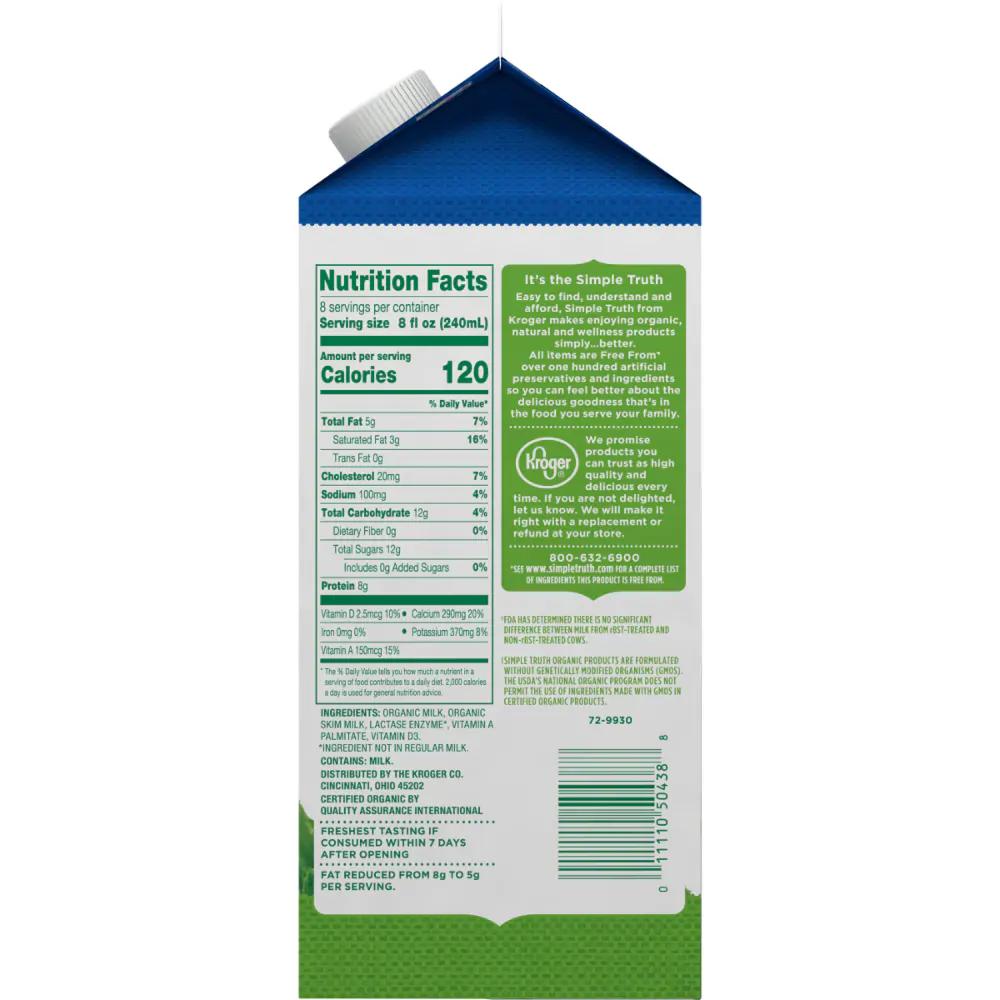 Nutrition Facts
8 servings per container
Serving size 8 fl oz (240mL)
Amount per serving
Calories 120
% Daily Value*
Total Fat 5g 7%
Saturated Fat 3g 16%
Trans Fat 0g
Cholesterol 20mg 7%
Sodium 100mg 4%
Total Carbohydrate 12g 4%
Dietary Fiber 0g 0%
Total Sugars 12g
Includes 0g Added Sugars 0%
Protein 8g
Vitamin D 2.5mcg 10% • Calcium 290mg 20%
Iron 0mg 0% • Potassium 370mg 8%
Vitamin A 150mcg 15%
* The % Daily Value tells you how much a nutrient in a
serving of food contributes to a daily diet. 2,000 calories
a day is used for general nutrition advice.
INGREDIENTS: ORGANIC MILK, ORGANIC
SKIM MILK, LACTASE ENZYME*, VITAMIN A
PALMITATE, VITAMIN D3.
*INGREDIENT NOT IN REGULAR MILK.
CONTAINS: MILK.
DISTRIBUTED BY THE KROGER CO.
CINCINNATI, OHIO 45202
CERTIFIED ORGANIC BY
QUALITY ASSURANCE INTERNATIONAL
FRESHEST TASTING IF
CONSUMED WITHIN 7 DAYS
AFTER OPENING
FAT REDUCED FROM 8g TO 5g
PER SERVING.
It's the Simple Truth
Easy to find, understand and
afford, Simple Truth from
Kroger makes enjoying organic,
natural and wellness products
simply...better.
All items are Free From*
over one hundred artificial
preservatives and ingredients
so you can feel better about the
delicious goodness that's in
the food you serve your family.
Kroger®
We promise
products you
can trust as high
quality and
delicious every
time. If you are not delighted,
let us know. We will make it
right with a replacement or
refund at your store.
800-632-6900
*SEE www.simpletruth.com FOR A COMPLETE LIST
OF INGREDIENTS THIS PRODUCT IS FREE FROM.
*FDA HAS DETERMINED THERE IS NO SIGNIFICANT
DIFFERENCE BETWEEN MILK FROM rBST-TREATED AND
NON-rBST-TREATED COWS.
†SIMPLE TRUTH ORGANIC PRODUCTS ARE FORMULATED
WITHOUT GENETICALLY MODIFIED ORGANISMS (GMOS).
THE USDA'S NATIONAL ORGANIC PROGRAM DOES NOT
PERMIT THE USE OF INGREDIENTS MADE WITH GMOS IN
CERTIFIED ORGANIC PRODUCTS.
72-9930
0 11110 50438 8